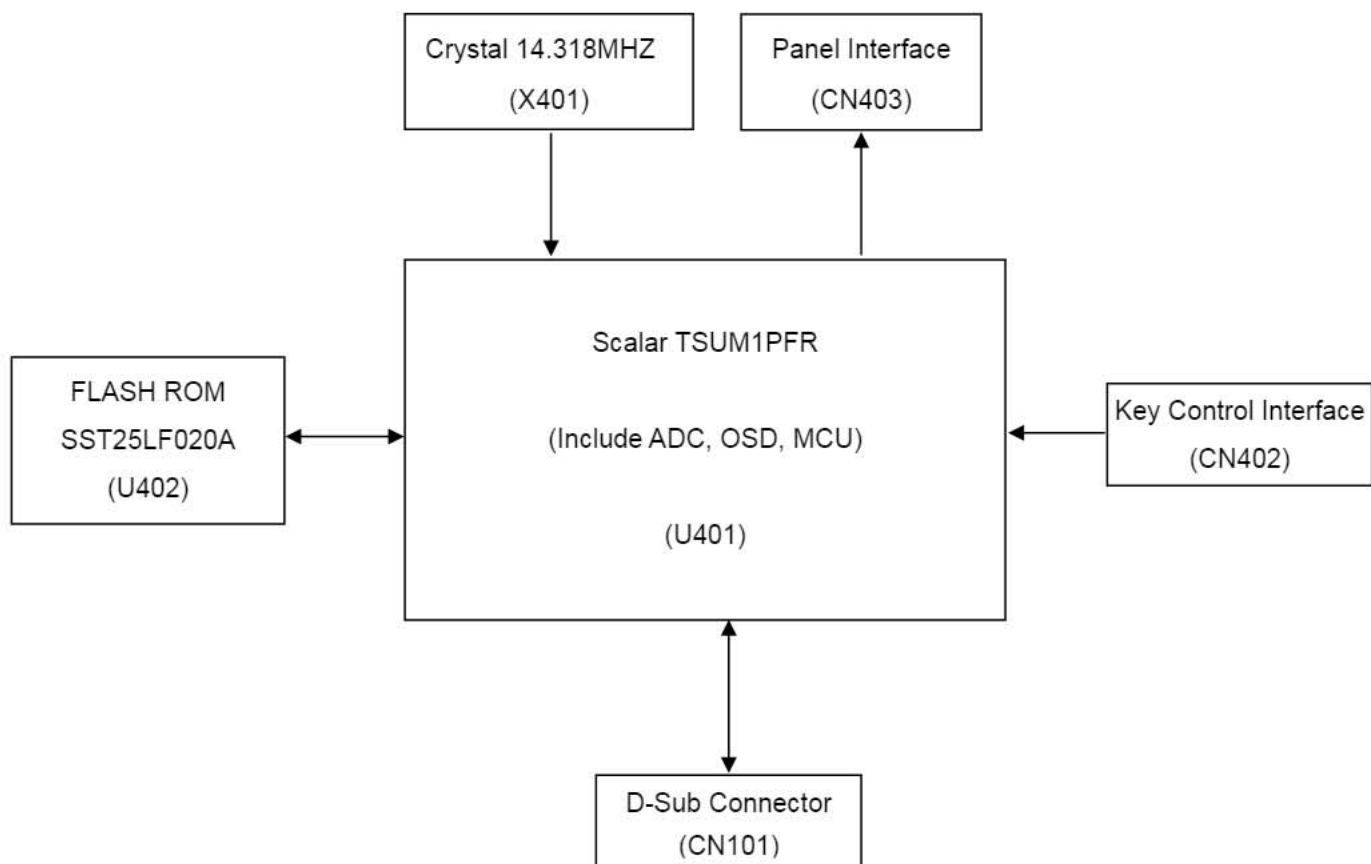 Crystal 14.318MHZ
(X401)
Panel Interface
(CN403)
Scalar TSUM1PFR
(Include ADC, OSD, MCU)
(U401)
FLASH ROM
SST25LF020A
(U402)
Key Control Interface
(CN402)
D-Sub Connector
(CN101)